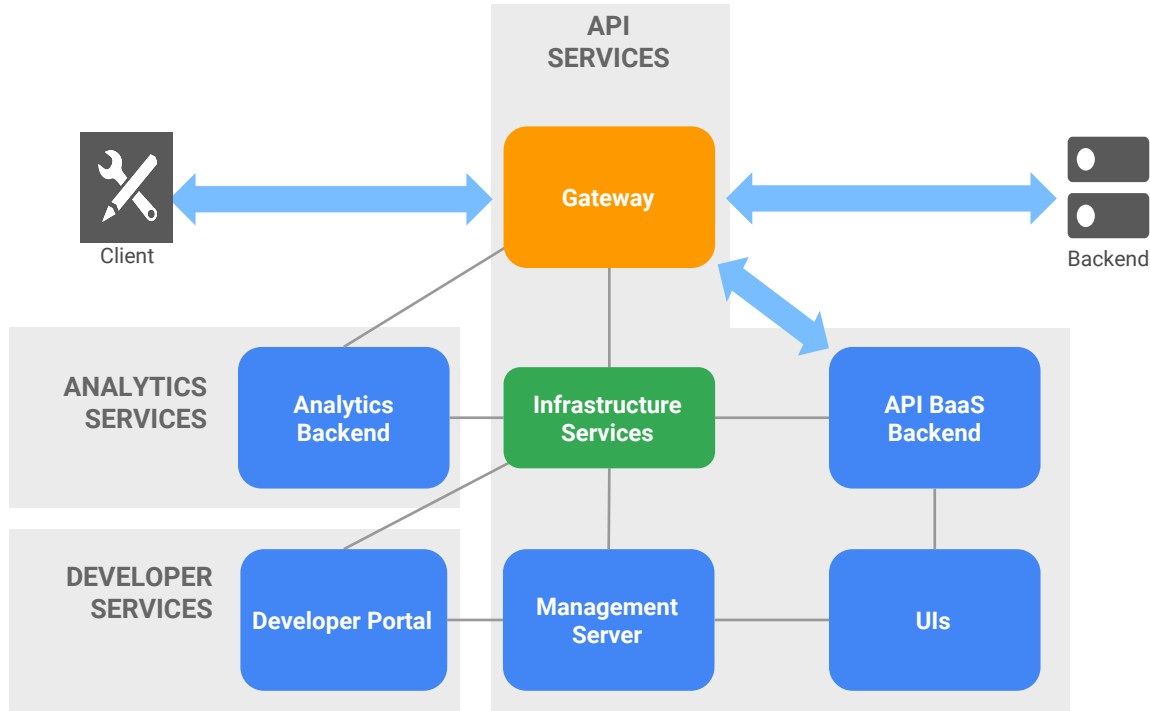 API
SERVICES
Gateway
Client
Backend
ANALYTICS
SERVICES
Analytics
Backend
Infrastructure
Services
API BaaS
Backend
DEVELOPER
SERVICES
Developer Portal
Management
Server
UIs